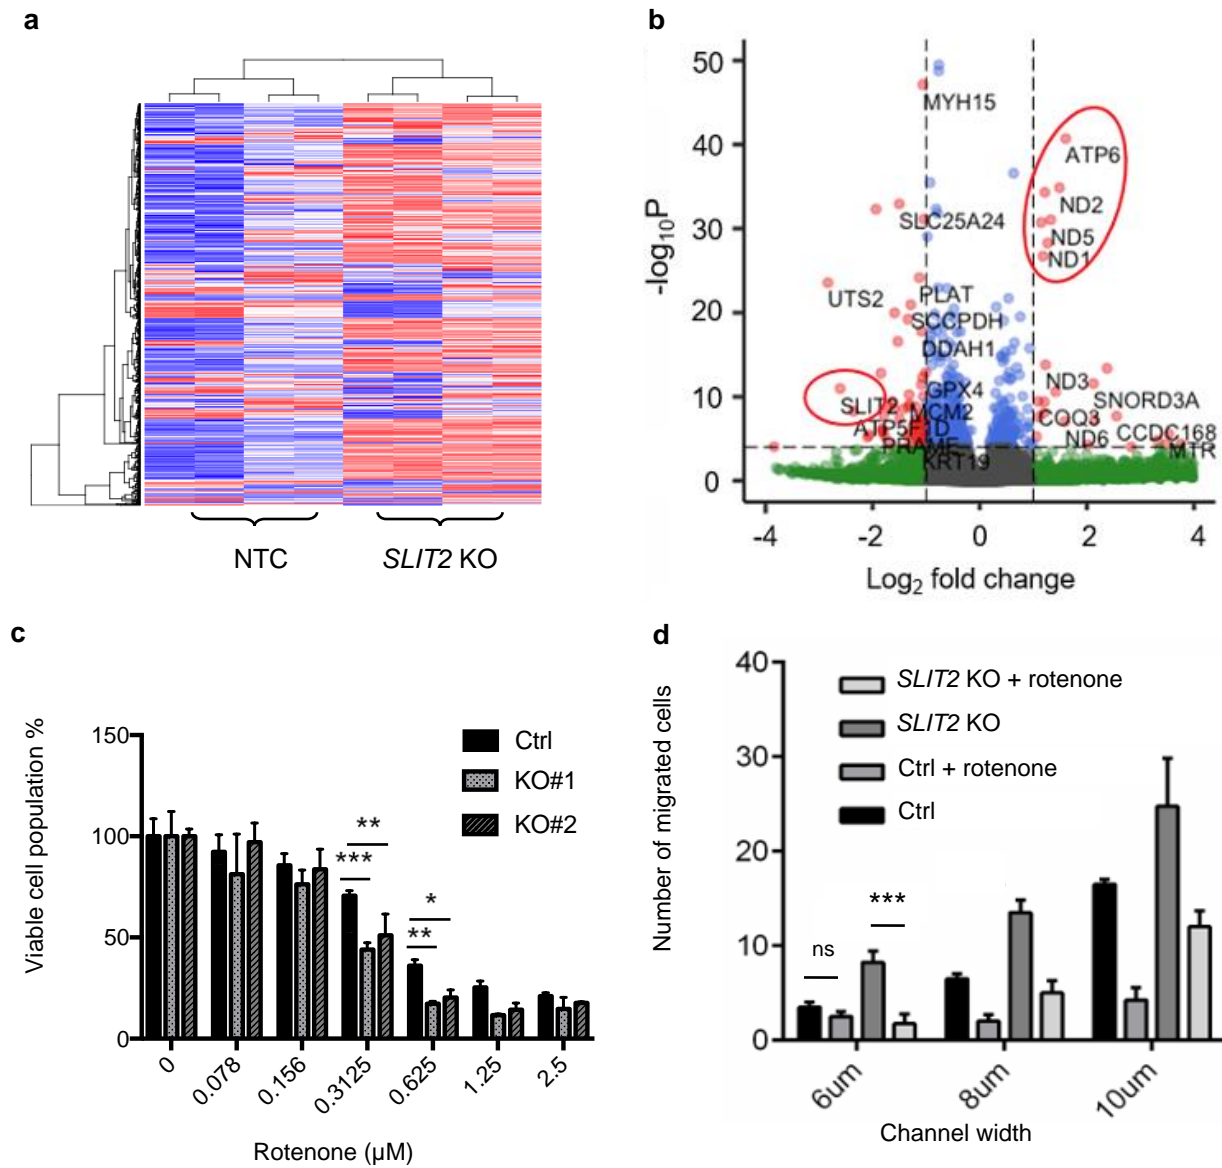 a
NTC
SLIT2 KO
b
50
40
30
20
10
0
-log10P
MYH15
ATP6
ND2
SLC25A24
ND5
ND1
UTS2
PLAT
SCCPDH
DDAH1
ND3
GPX4
SNORD3A
SLIT2
MCM2
COQ3
ATP5F1D
ND6
CCDC168
PRAME
MTR
KRT19
-4
-2
0
2
4
Log2 fold change
c
Viable cell population %
150
100
50
0
Ctrl
KO#1
KO#2
**
***
*
**
0
0.078
0.156
0.3125
0.625
1.25
2.5
Rotenone (µM)
d
Number of migrated cells
40
30
20
10
0
SLIT2 KO + rotenone
SLIT2 KO
Ctrl + rotenone
Ctrl
ns
***
6um
8um
10um
Channel width